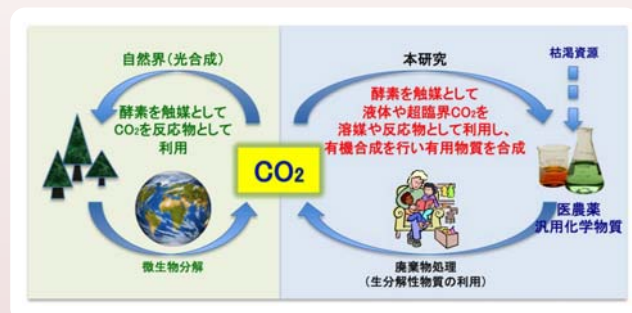 自然界(光合成)
酵素を触媒として
CO₂を反応物として
利用
微生物分解
CO₂
本研究
酵素を触媒として
液体や超臨界CO₂を
溶媒や反応物として利用し、
有機合成を行い有用物質を合成
廃棄物処理
(生分解性物質の利用)
枯渇資源
医農薬
汎用化学物質